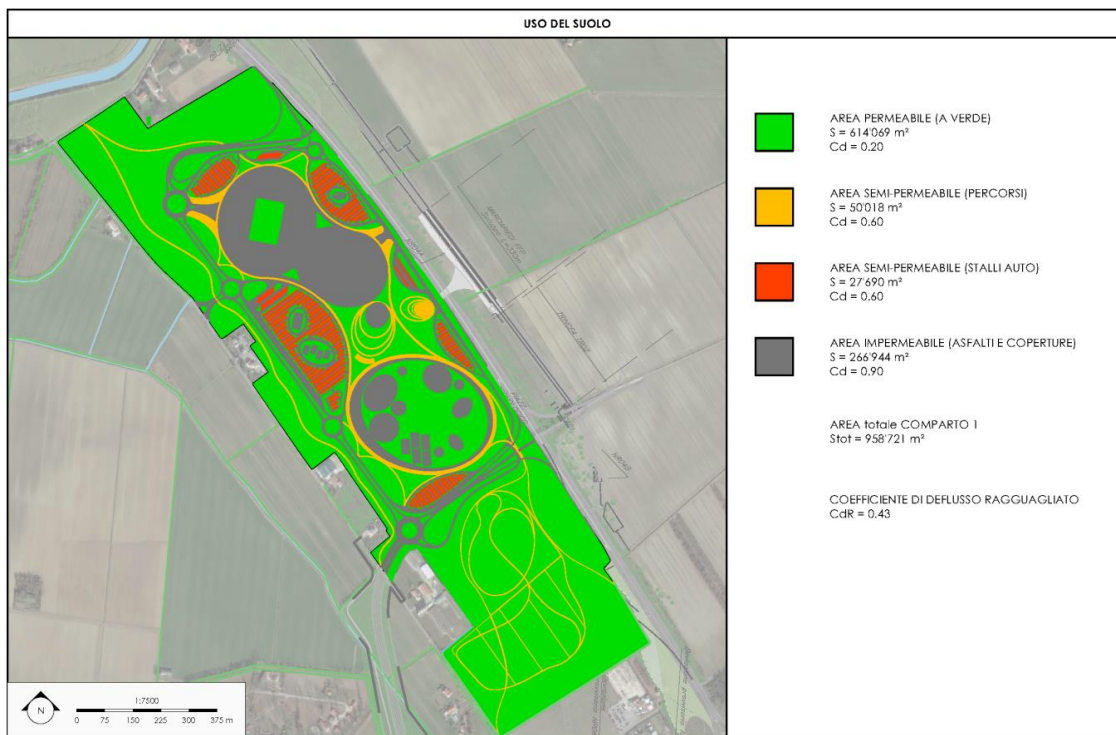 USO DEL SUOLO
AREA PERMEABILE (A VERDE)
S = 614'069 m²
Cd = 0.20
AREA SEMI-PERMEABILE (PERCORSI)
S = 50'018 m²
Cd = 0.60
AREA SEMI-PERMEABILE (STALLI AUTO)
S = 27'690 m²
Cd = 0.60
AREA IMPERMEABILE (ASFALTI E COPERTURE)
S = 266'944 m²
Cd = 0.90
AREA totale COMPARTO 1
Stot = 958'721 m²
COEFFICIENTE DI DEFLUSSO RAGGUAGLIATO
CdR = 0.43
N
1:7500
0 75 150 225 300 375 m